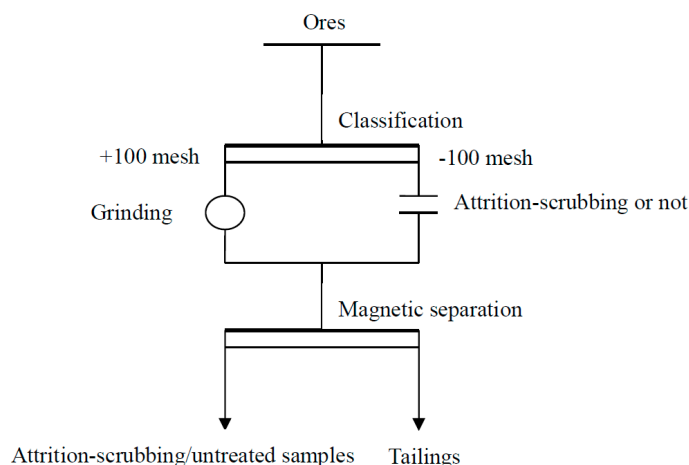 Ores
Classification
+100 mesh
-100 mesh
Grinding
Attrition-scrubbing or not
Magnetic separation
Attrition-scrubbing/untreated samples
Tailings